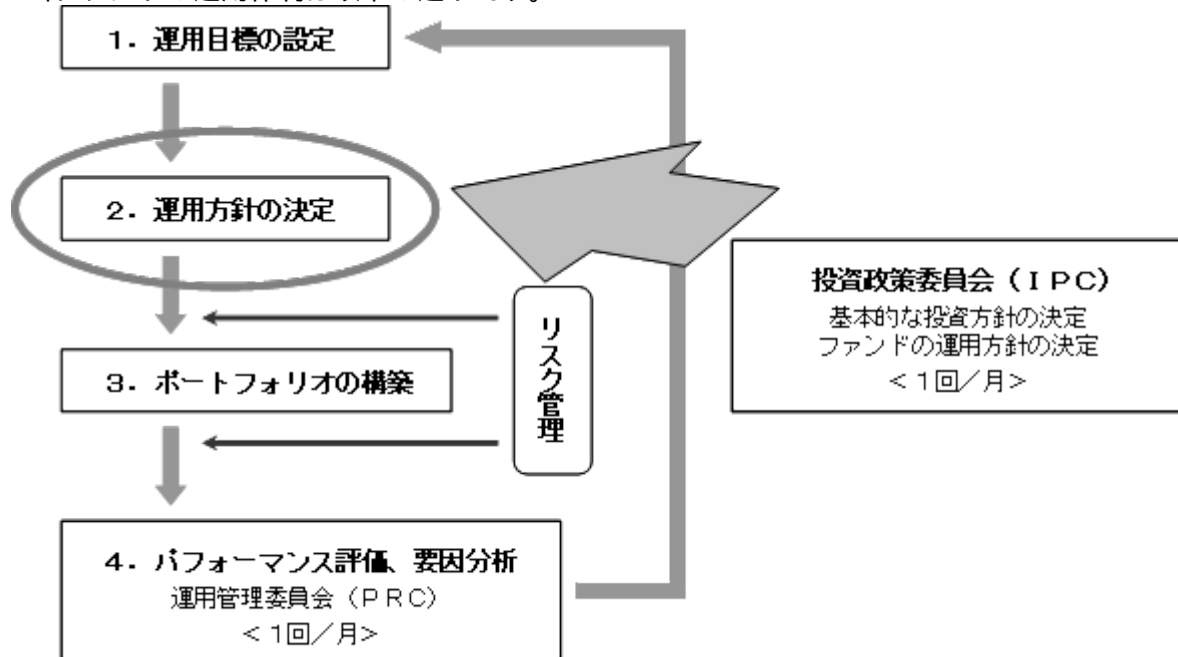 1．運用目標の設定
2．運用方針の決定
投資政策委員会（ＩＰＣ）
基本的な投資方針の決定
ファンドの運用方針の決定
＜1回／月＞
リスク管理
3．ポートフォリオの構築
4．パフォーマンス評価、要因分析
運用管理委員会（ＰＲＣ）
＜1回／月＞